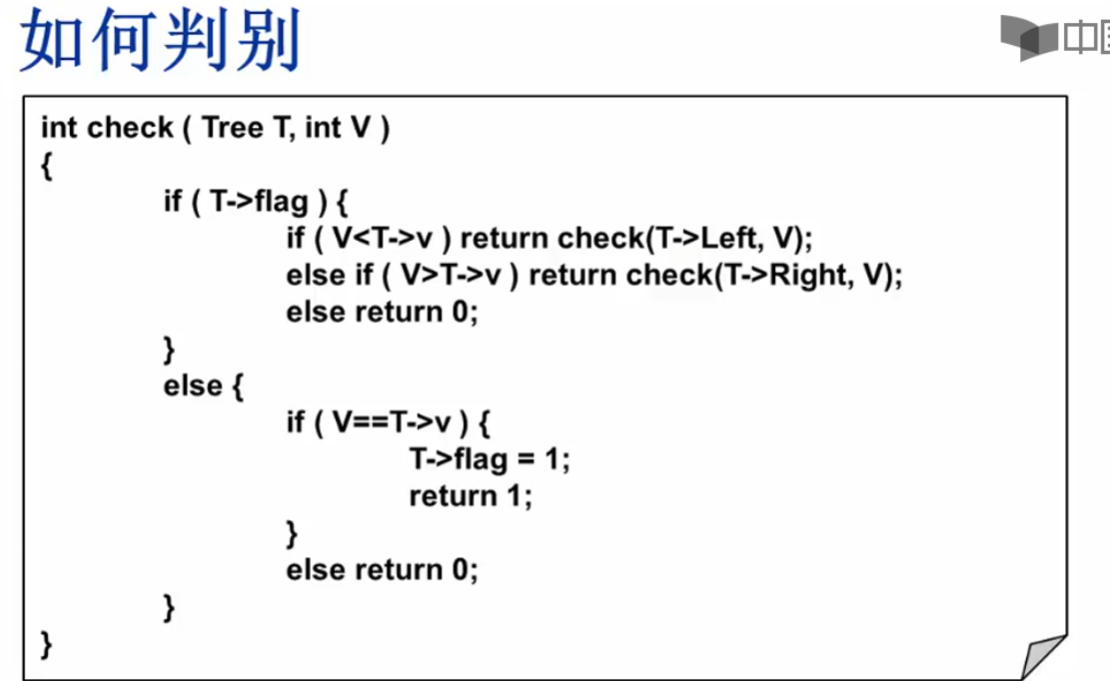 如何判别
中国
int check ( Tree T, int V )
{
if ( T->flag ) {
if ( V<T->v ) return check(T->Left, V);
else if ( V>T->v ) return check(T->Right, V);
else return 0;
}
else {
if ( V==T->v ) {
T->flag = 1;
return 1;
}
else return 0;
}
}